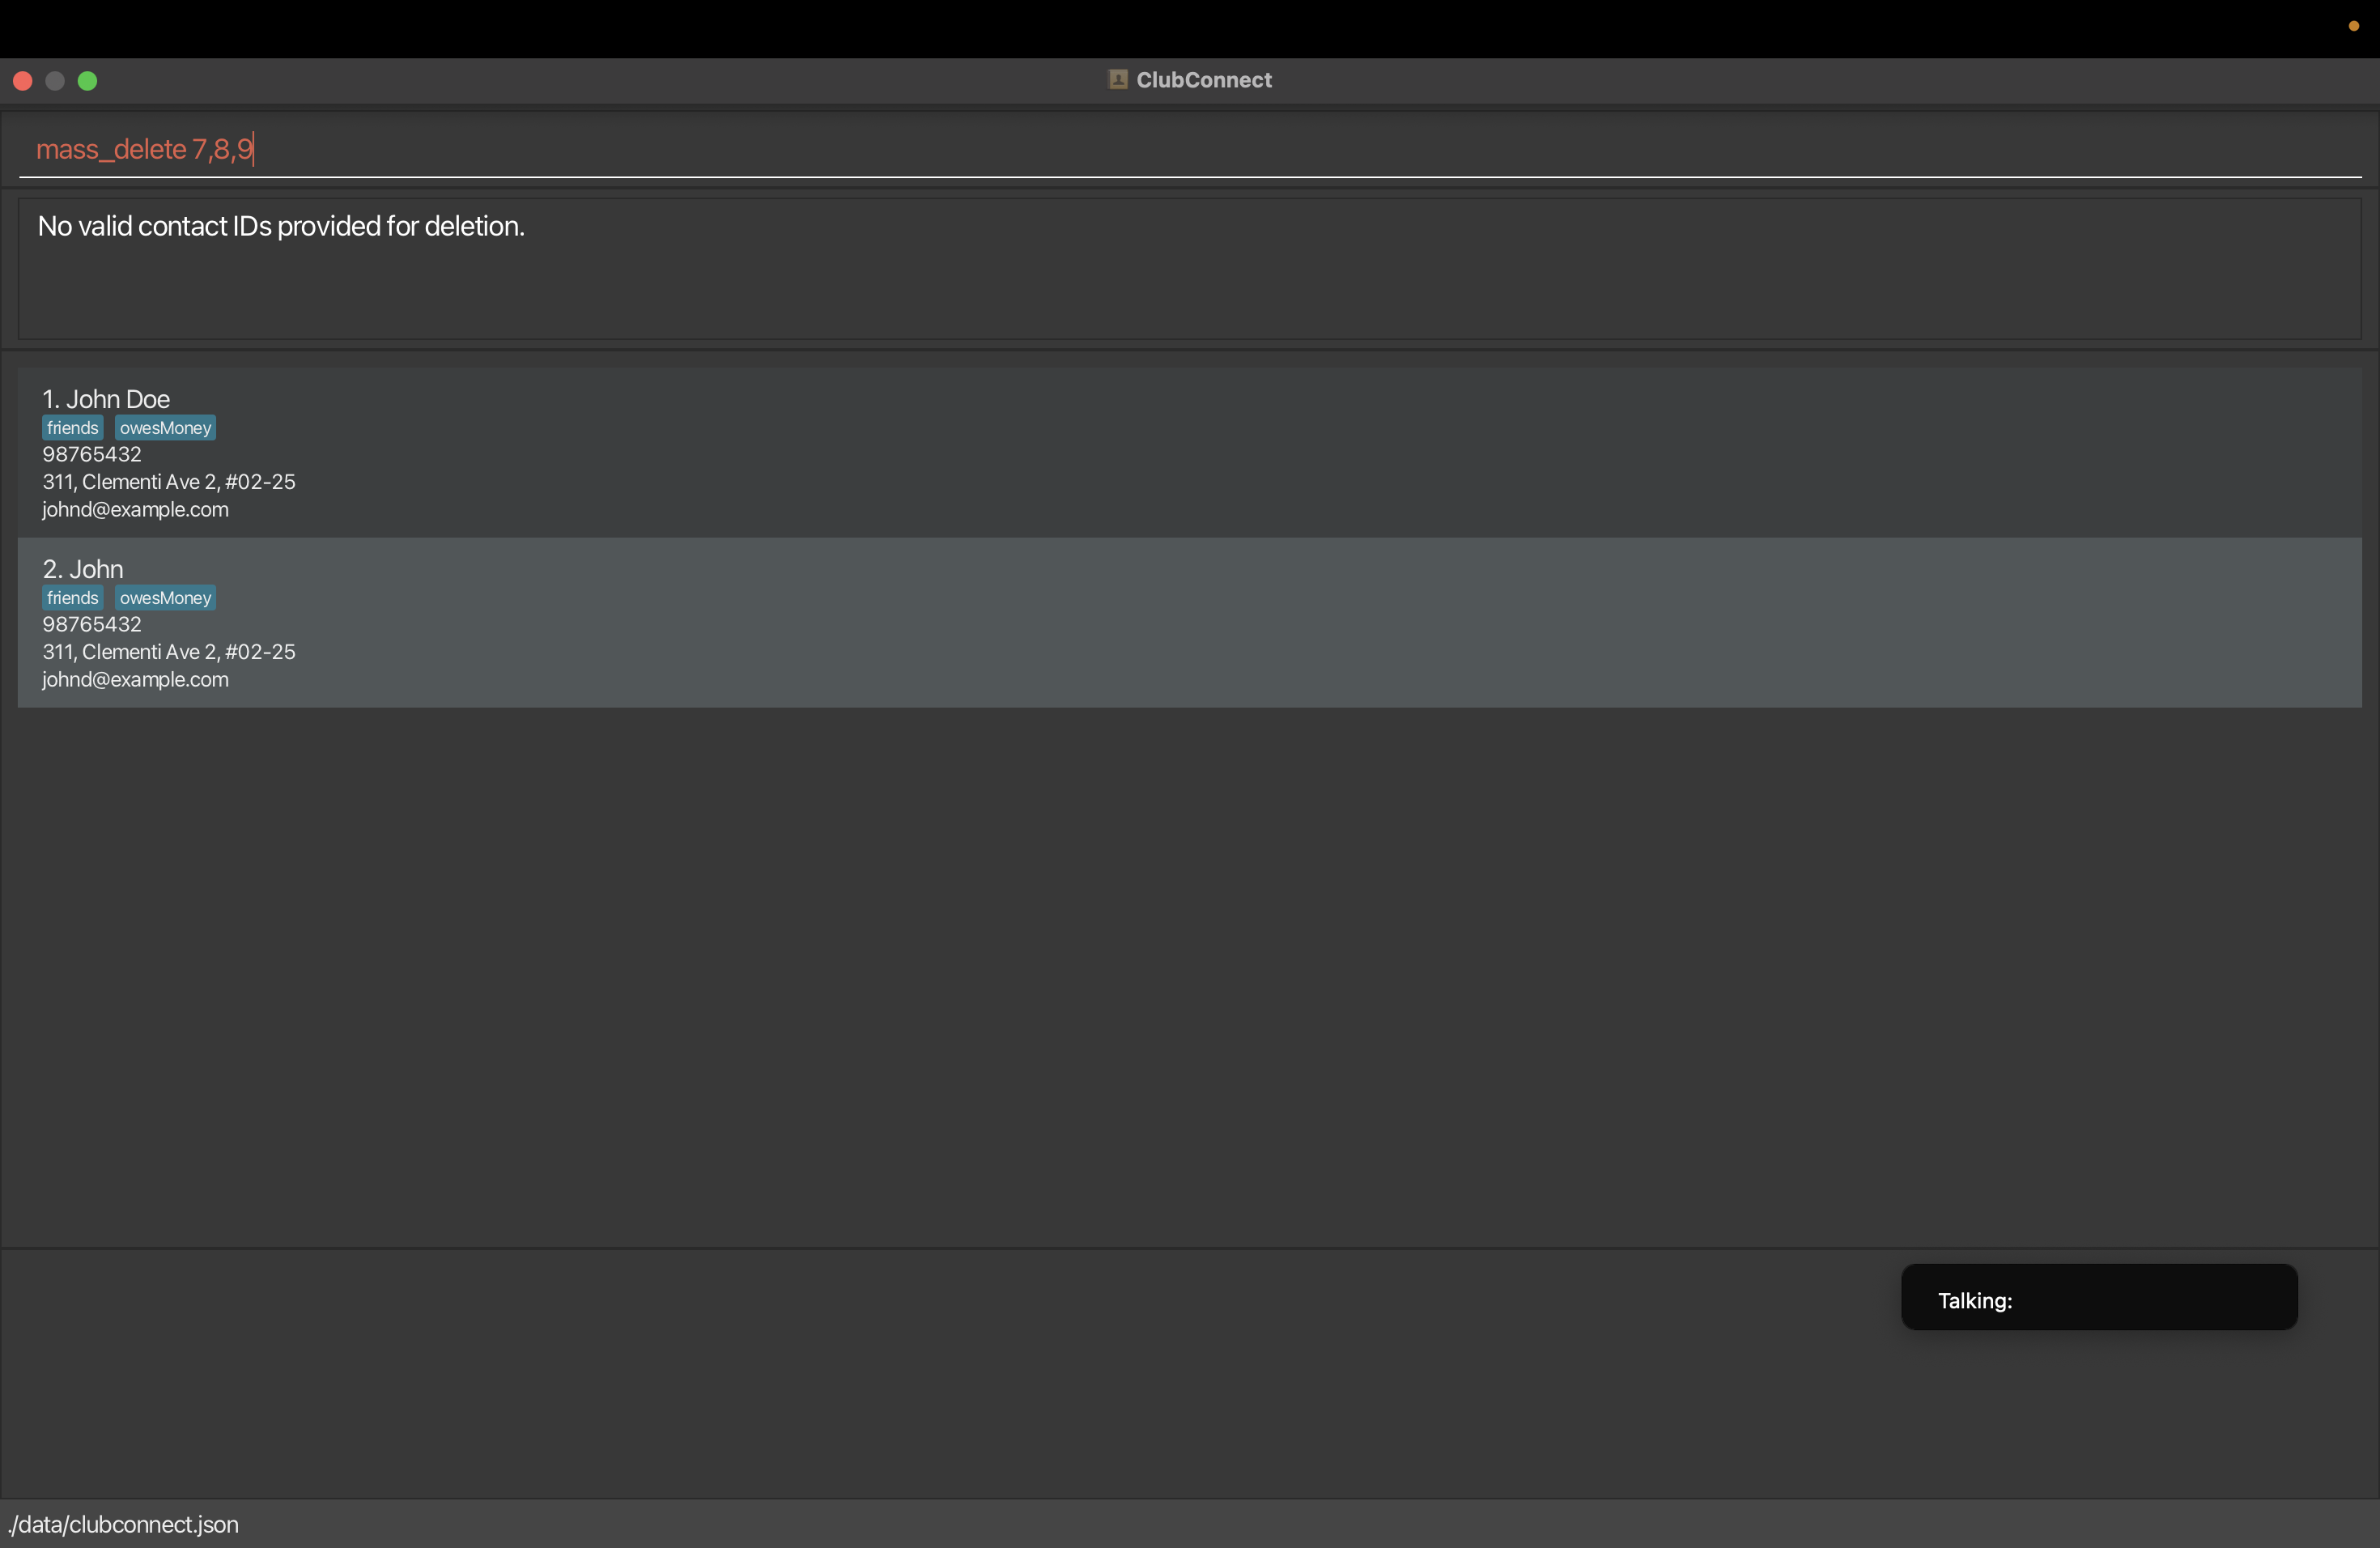 ClubConnect
mass_delete 7,8,9
No valid contact IDs provided for deletion.
1. John Doe
friends owesMoney
98765432
311, Clementi Ave 2, #02-25
johnd@example.com
2. John
friends owesMoney
98765432
311, Clementi Ave 2, #02-25
johnd@example.com
Talking:
./data/clubconnect.json